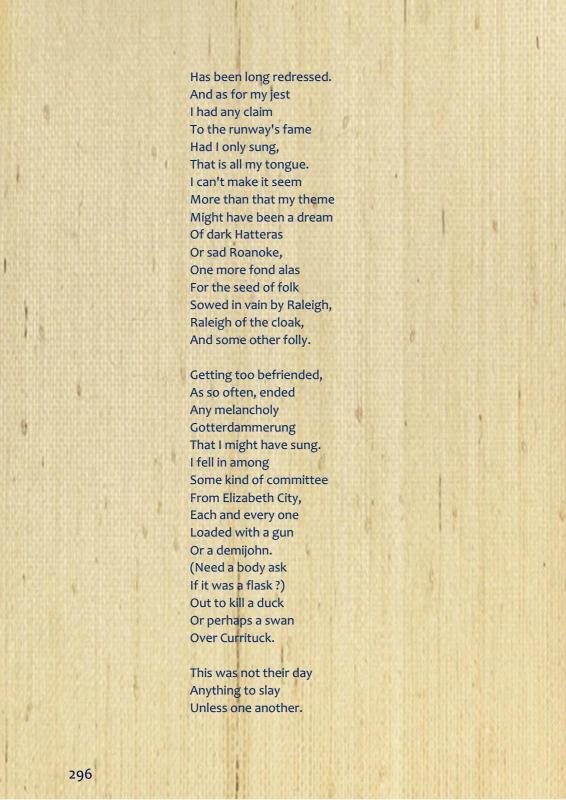 Has been long redressed.
And as for my jest
I had any claim
To the runway's fame
Had I only sung,
That is all my tongue.
I can't make it seem
More than that my theme
Might have been a dream
Of dark Hatteras
Or sad Roanoke,
One more fond alas
For the seed of folk
Sowed in vain by Raleigh,
Raleigh of the cloak,
And some other folly.
Getting too befriended,
As so often, ended
Any melancholy
Gotterdammerung
That I might have sung.
I fell in among
Some kind of committee
From Elizabeth City,
Each and every one
Loaded with a gun
Or a demijohn.
(Need a body ask
If it was a flask ?)
Out to kill a duck
Or perhaps a swan
Over Currituck.
This was not their day
Anything to slay
Unless one another.
296